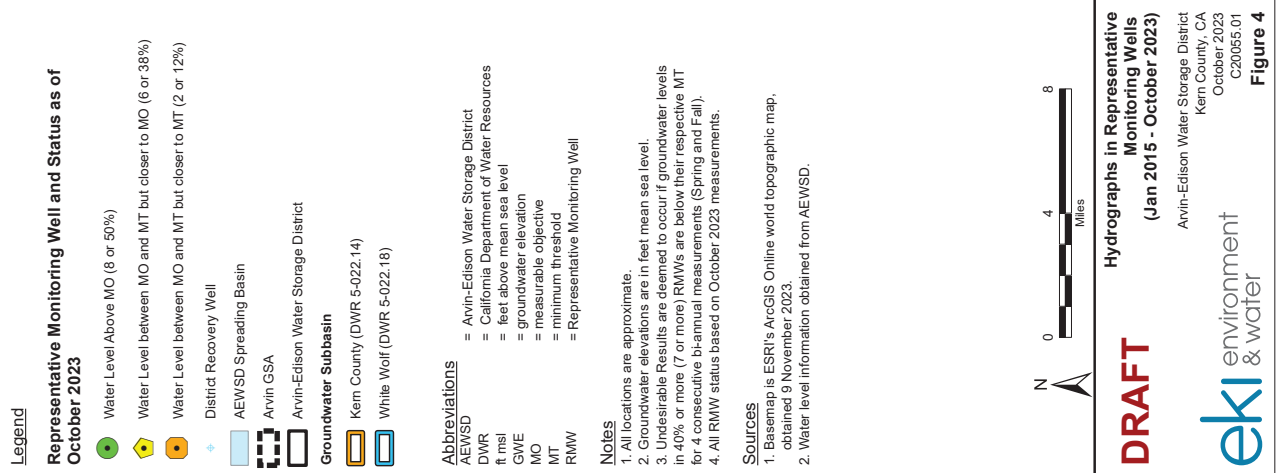 Legend
Representative Monitoring Well and Status as of
October 2023
Water Level Above MO (8 or 50%)
Water Level between MO and MT but closer to MO (6 or 38%)
Water Level between MO and MT but closer to MT (2 or 12%)
District Recovery Well
AEWSD Spreading Basin
Arvin GSA
Arvin-Edison Water Storage District
Groundwater Subbasin
Kern County (DWR 5-022.14)
White Wolf (DWR 5-022.18)
Abbreviations
AEWSD = Arvin-Edison Water Storage District
DWR = California Department of Water Resources
ft msl = feet above mean sea level
GWE = groundwater elevation
MO = measurable objective
MT = minimum threshold
RMW = Representative Monitoring Well
Notes
1. All locations are approximate.
2. Groundwater elevations are in feet mean sea level.
3. Undesirable Results are deemed to occur if groundwater levels
in 40% or more (7 or more) RMWs are below their respective MT
for 4 consecutive bi-annual measurements (Spring and Fall).
4. All RMW status based on October 2023 measurements.
Sources
1. Basemap is ESRI's ArcGIS Online world topographic map,
obtained 9 November 2023.
2. Water level information obtained from AEWSD.
N
0 4 8
Miles
DRAFT
Hydrographs in Representative
Monitoring Wells
(Jan 2015 - October 2023)
eki environment
& water
Arvin-Edison Water Storage District
Kern County, CA
October 2023
C20055.01
Figure 4